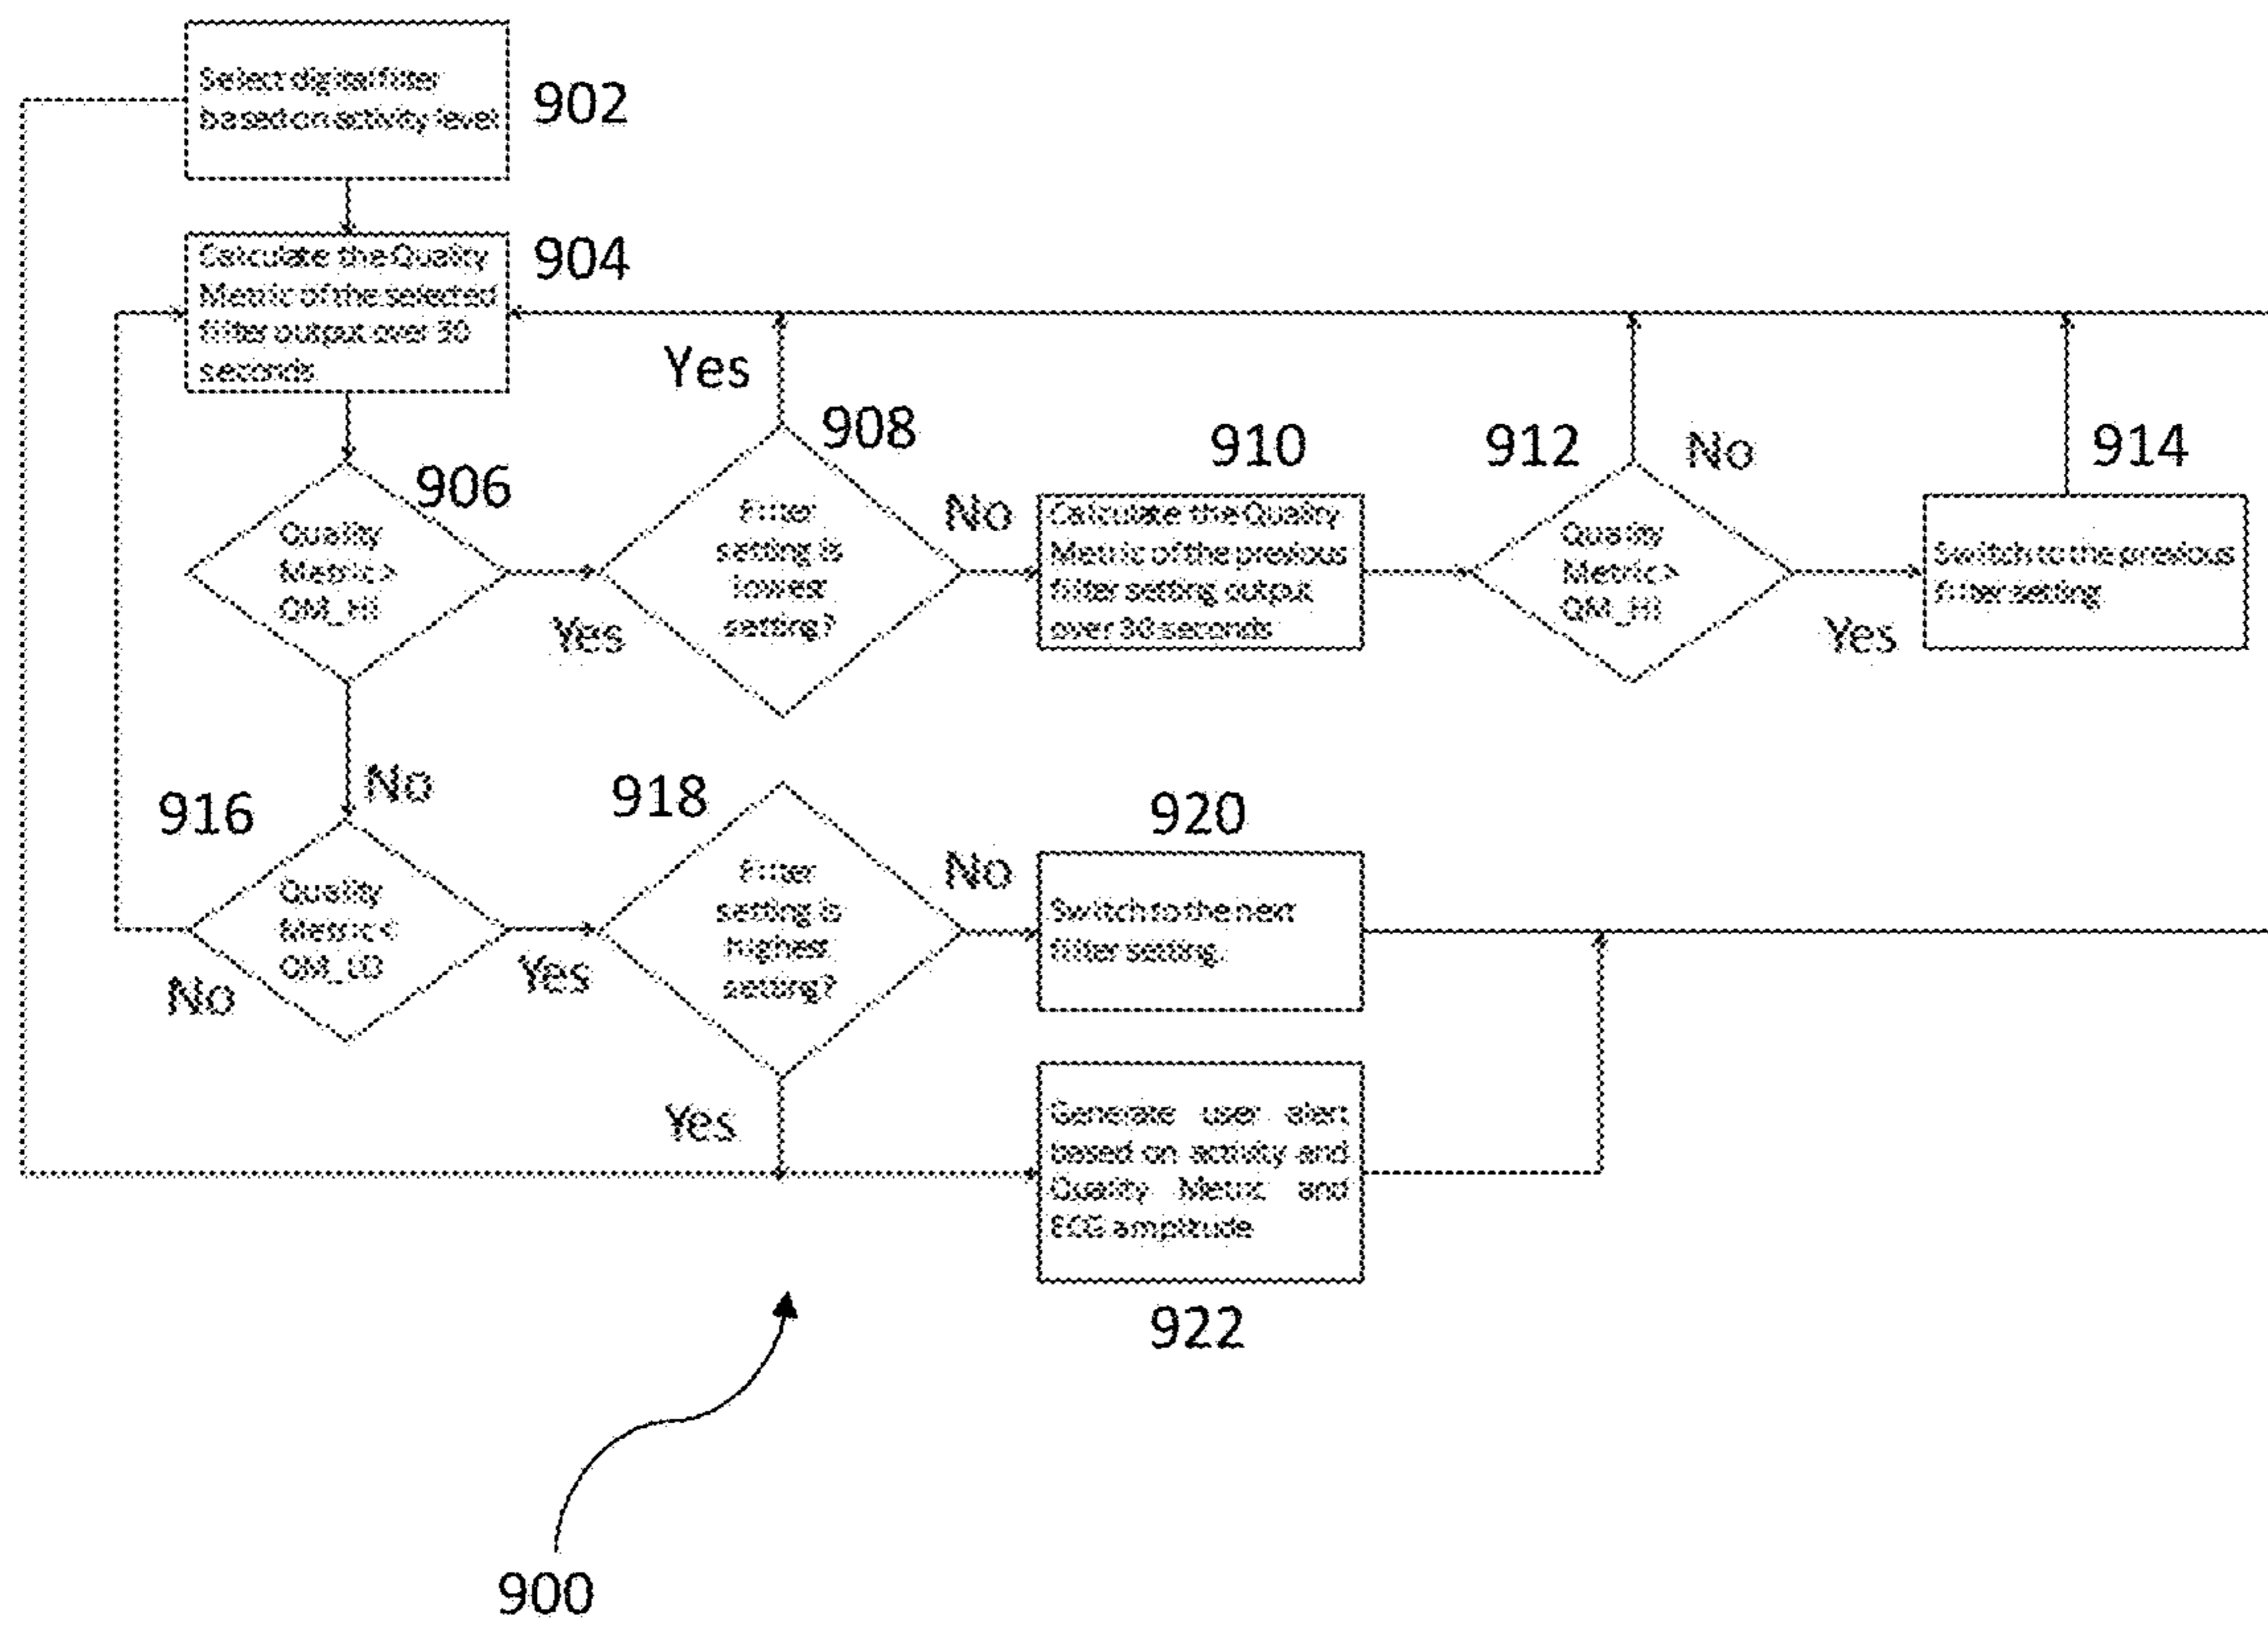 Select digital filter
based on activity level
902
Calculate the Quality
Metric of the selected
filter output over 30
seconds
904
Yes
906
Quality
Metric >
QM_HI
Yes
908
Filter
setting is
lowest
setting?
No
910
Calculate the Quality
Metric of the previous
filter setting output
over 30 seconds
912
Quality
Metric >
QM_HI
No
Yes
914
Switch to the previous
filter setting
No
916
Quality
Metric <
QM_LO
No
Yes
918
Filter
setting is
highest
setting?
No
Yes
920
Switch to the next
filter setting.
Generate user alert
based on activity and
Quality Metric and
ECG amplitude
922
900